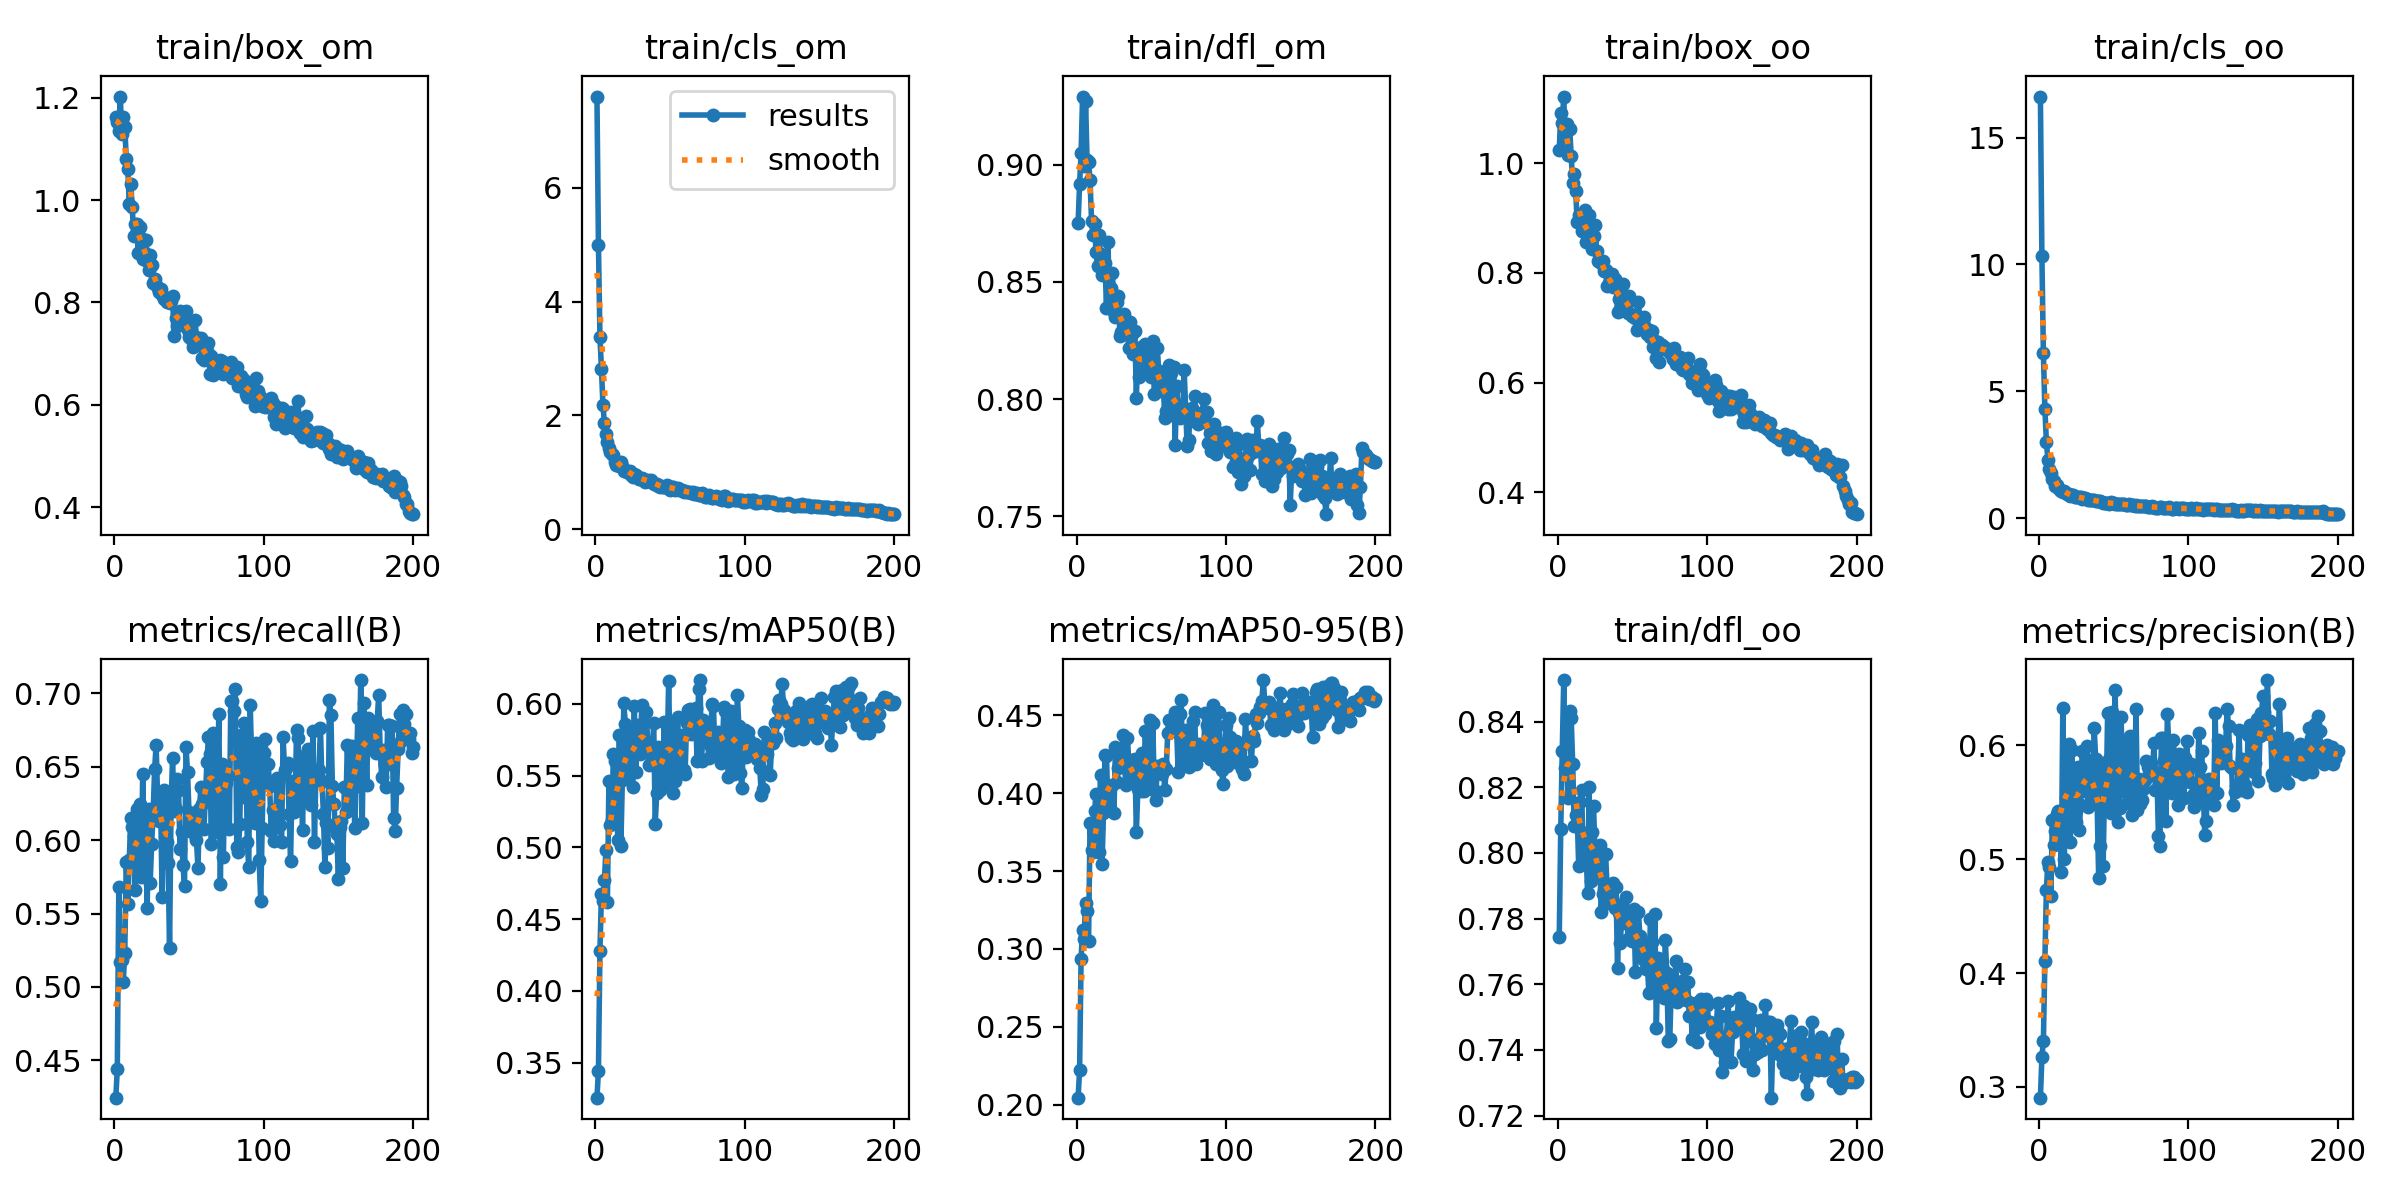 train/box_om
1.2
1.0
0.8
0.6
0.4
0 100 200
train/cls_om
results
smooth
6
4
2
0
0 100 200
train/dfl_om
0.90
0.85
0.80
0.75
0 100 200
train/box_oo
1.0
0.8
0.6
0.4
0 100 200
train/cls_oo
15
10
5
0
0 100 200
metrics/recall(B)
0.70
0.65
0.60
0.55
0.50
0.45
0 100 200
metrics/mAP50(B)
0.60
0.55
0.50
0.45
0.40
0.35
0 100 200
metrics/mAP50-95(B)
0.45
0.40
0.35
0.30
0.25
0.20
0 100 200
train/dfl_oo
0.84
0.82
0.80
0.78
0.76
0.74
0.72
0 100 200
metrics/precision(B)
0.6
0.5
0.4
0.3
0 100 200